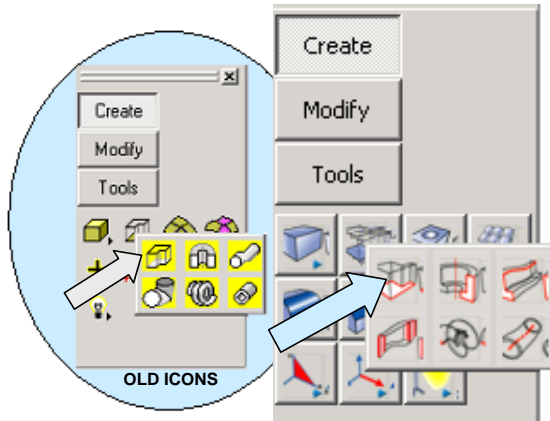 Create
Modify
Tools
OLD ICONS
Create
Modify
Tools